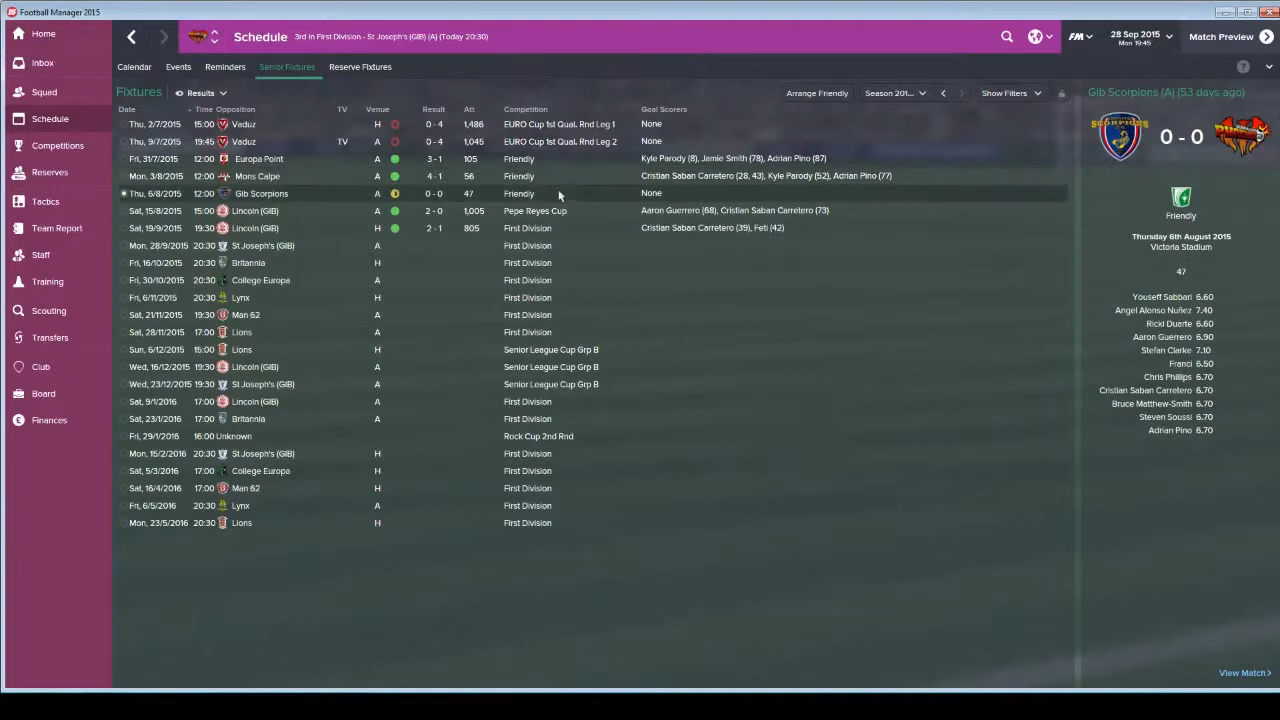 Football Manager 2015
Home
Schedule 3rd in First Division - St Joseph's (GIB) (A) (Today 20:30)
FM
28 Sep 2015
Mon 19:45
Match Preview
Inbox
Squad
Schedule
Competitions
Reserves
Tactics
Team Report
Staff
Training
Scouting
Transfers
Club
Board
Finances
Calendar Events Reminders Senior Fixtures Reserve Fixtures
Fixtures Results Arrange Friendly Season 201... Show Filters
Date Time Opposition TV Venue Result Att Competition Goal Scorers
Thu, 2/7/2015 15:00 Vaduz H 0 - 4 1,486 EURO Cup 1st Qual. Rnd Leg 1 None
Thu, 9/7/2015 19:45 Vaduz TV A 0 - 4 1,045 EURO Cup 1st Qual. Rnd Leg 2 None
Fri, 31/7/2015 12:00 Europa Point A 3 - 1 105 Friendly Kyle Parody (8), Jamie Smith (78), Adrian Pino (87)
Mon, 3/8/2015 12:00 Mons Calpe A 4 - 1 56 Friendly Cristian Saban Carretero (28, 43), Kyle Parody (52), Adrian Pino (77)
Thu, 6/8/2015 12:00 Gib Scorpions A 0 - 0 47 Friendly None
Sat, 15/8/2015 15:00 Lincoln (GIB) A 2 - 0 1,005 Pepe Reyes Cup Aaron Guerrero (68), Cristian Saban Carretero (73)
Sat, 19/9/2015 19:30 Lincoln (GIB) H 2 - 1 805 First Division Cristian Saban Carretero (39), Feti (42)
Mon, 28/9/2015 20:30 St Joseph's (GIB) A First Division
Fri, 16/10/2015 20:30 Britannia H First Division
Fri, 30/10/2015 20:30 College Europa A First Division
Fri, 6/11/2015 20:30 Lynx H First Division
Sat, 21/11/2015 19:30 Man 62 A First Division
Sat, 28/11/2015 17:00 Lions A First Division
Sun, 6/12/2015 15:00 Lions H Senior League Cup Grp B
Wed, 16/12/2015 19:30 Lincoln (GIB) A Senior League Cup Grp B
Wed, 23/12/2015 19:30 St Joseph's (GIB) A Senior League Cup Grp B
Sat, 9/1/2016 17:00 Lincoln (GIB) A First Division
Sat, 23/1/2016 17:00 Britannia A First Division
Fri, 29/1/2016 16:00 Unknown Rock Cup 2nd Rnd
Mon, 15/2/2016 20:30 St Joseph's (GIB) H First Division
Sat, 5/3/2016 17:00 College Europa H First Division
Sat, 16/4/2016 17:00 Man 62 H First Division
Fri, 6/5/2016 20:30 Lynx A First Division
Mon, 23/5/2016 20:30 Lions H First Division
Gib Scorpions (A) (53 days ago)
SCORPIONS
0 - 0
PHOENIX
Friendly
Thursday 6th August 2015
Victoria Stadium
47
Youseff Sabbari 6.60
Angel Alonso Nuñez 7.40
Ricki Duarte 6.60
Aaron Guerrero 6.90
Stefan Clarke 7.10
Franci 6.50
Chris Phillips 6.70
Cristian Saban Carretero 6.70
Bruce Matthew-Smith 6.70
Steven Soussi 6.70
Adrian Pino 6.70
View Match >